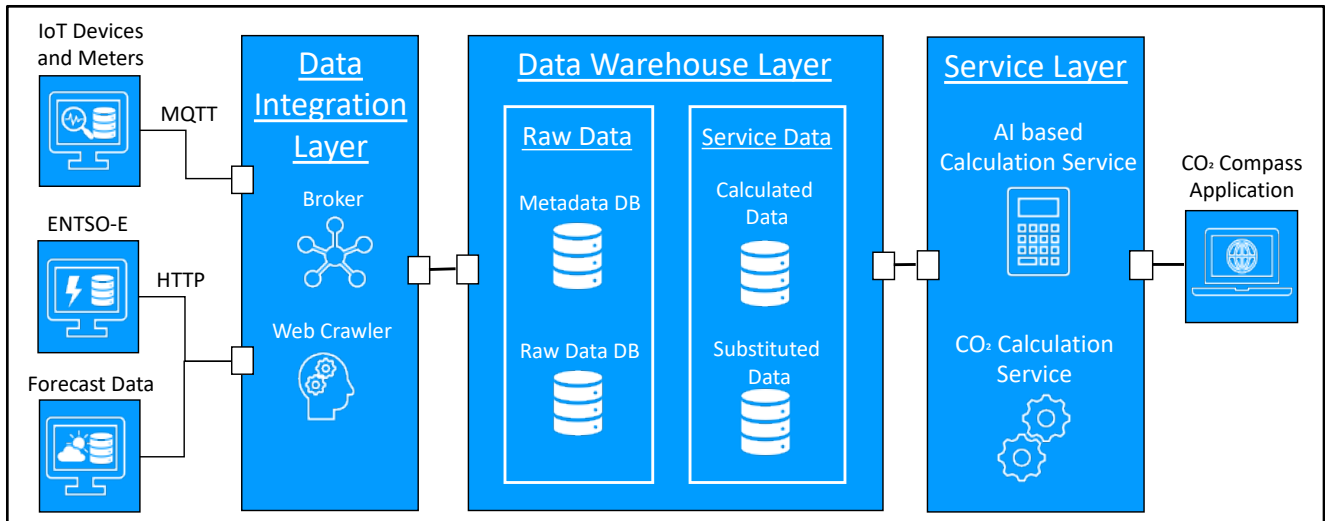 IoT Devices
and Meters
MQTT
ENTSO-E
HTTP
Forecast Data
Data
Integration
Layer
Broker
Web Crawler
Data Warehouse Layer
Raw Data
Metadata DB
Raw Data DB
Service Data
Calculated
Data
Substituted
Data
Service Layer
AI based
Calculation Service
CO₂ Calculation
Service
CO₂ Compass
Application